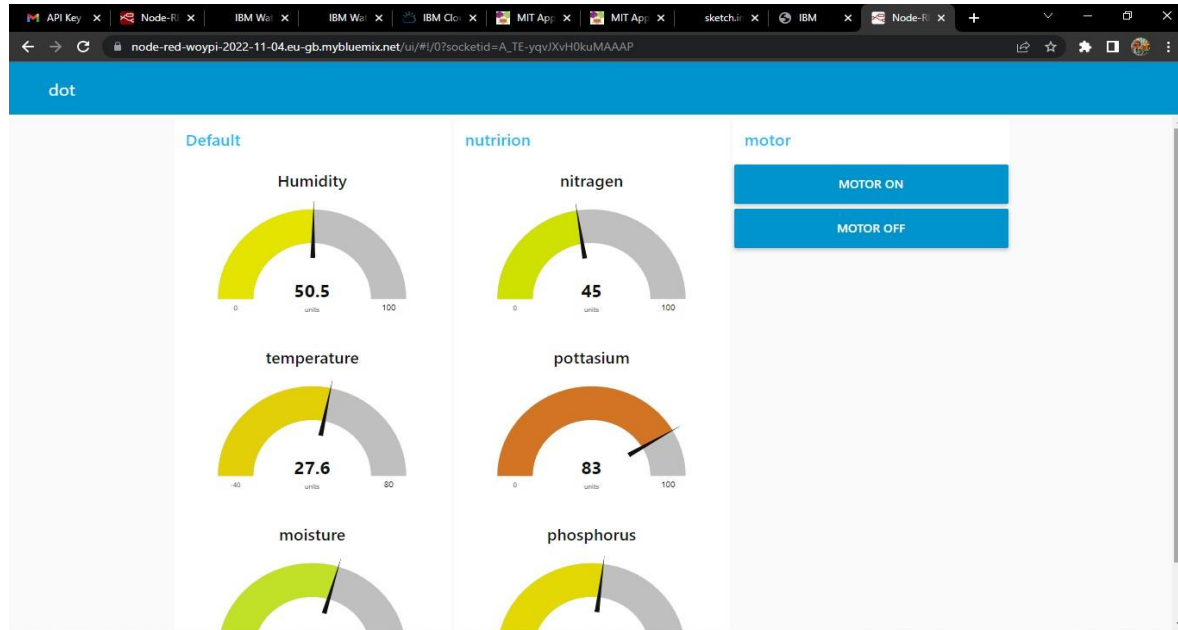 API Key
Node-RE
IBM Wat
IBM Wat
IBM Clou
MIT App
MIT App
sketch.in
IBM
Node-RE
node-red-woypi-2022-11-04.eu-gb.mybluemix.net/ui/#!/0?socketid=A_TE-yqvJXvH0kuMAAAP
dot
Default
nutririon
motor
Humidity
nitragen
MOTOR ON
MOTOR OFF
50.5
45
0
units
100
0
units
100
temperature
pottasium
27.6
83
-40
units
80
0
units
100
moisture
phosphorus